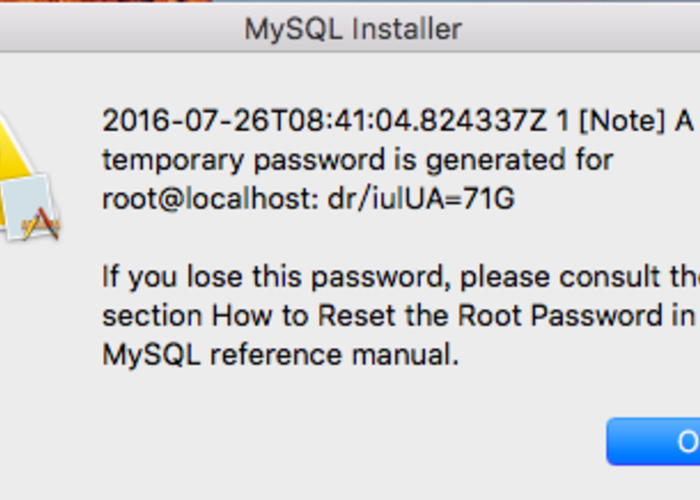 MySQL Installer
2016-07-26T08:41:04.824337Z 1 [Note] A
temporary password is generated for
root@localhost: dr/iulUA=71G
If you lose this password, please consult the
section How to Reset the Root Password in
MySQL reference manual.